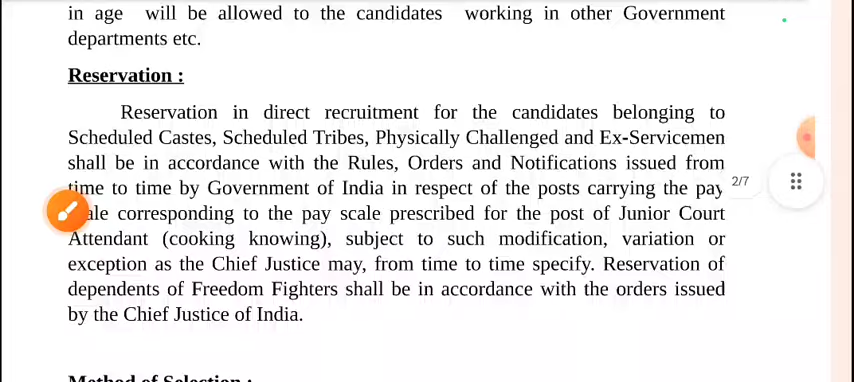 in age will be allowed to the candidates working in other Government
departments etc.
Reservation :
Reservation in direct recruitment for the candidates belonging to
Scheduled Castes, Scheduled Tribes, Physically Challenged and Ex-Servicemen
shall be in accordance with the Rules, Orders and Notifications issued from
time to time by Government of India in respect of the posts carrying the pay
2/7
ale corresponding to the pay scale prescribed for the post of Junior Court
Attendant (cooking knowing), subject to such modification, variation or
exception as the Chief Justice may, from time to time specify. Reservation of
dependents of Freedom Fighters shall be in accordance with the orders issued
by the Chief Justice of India.
Method of Selection :